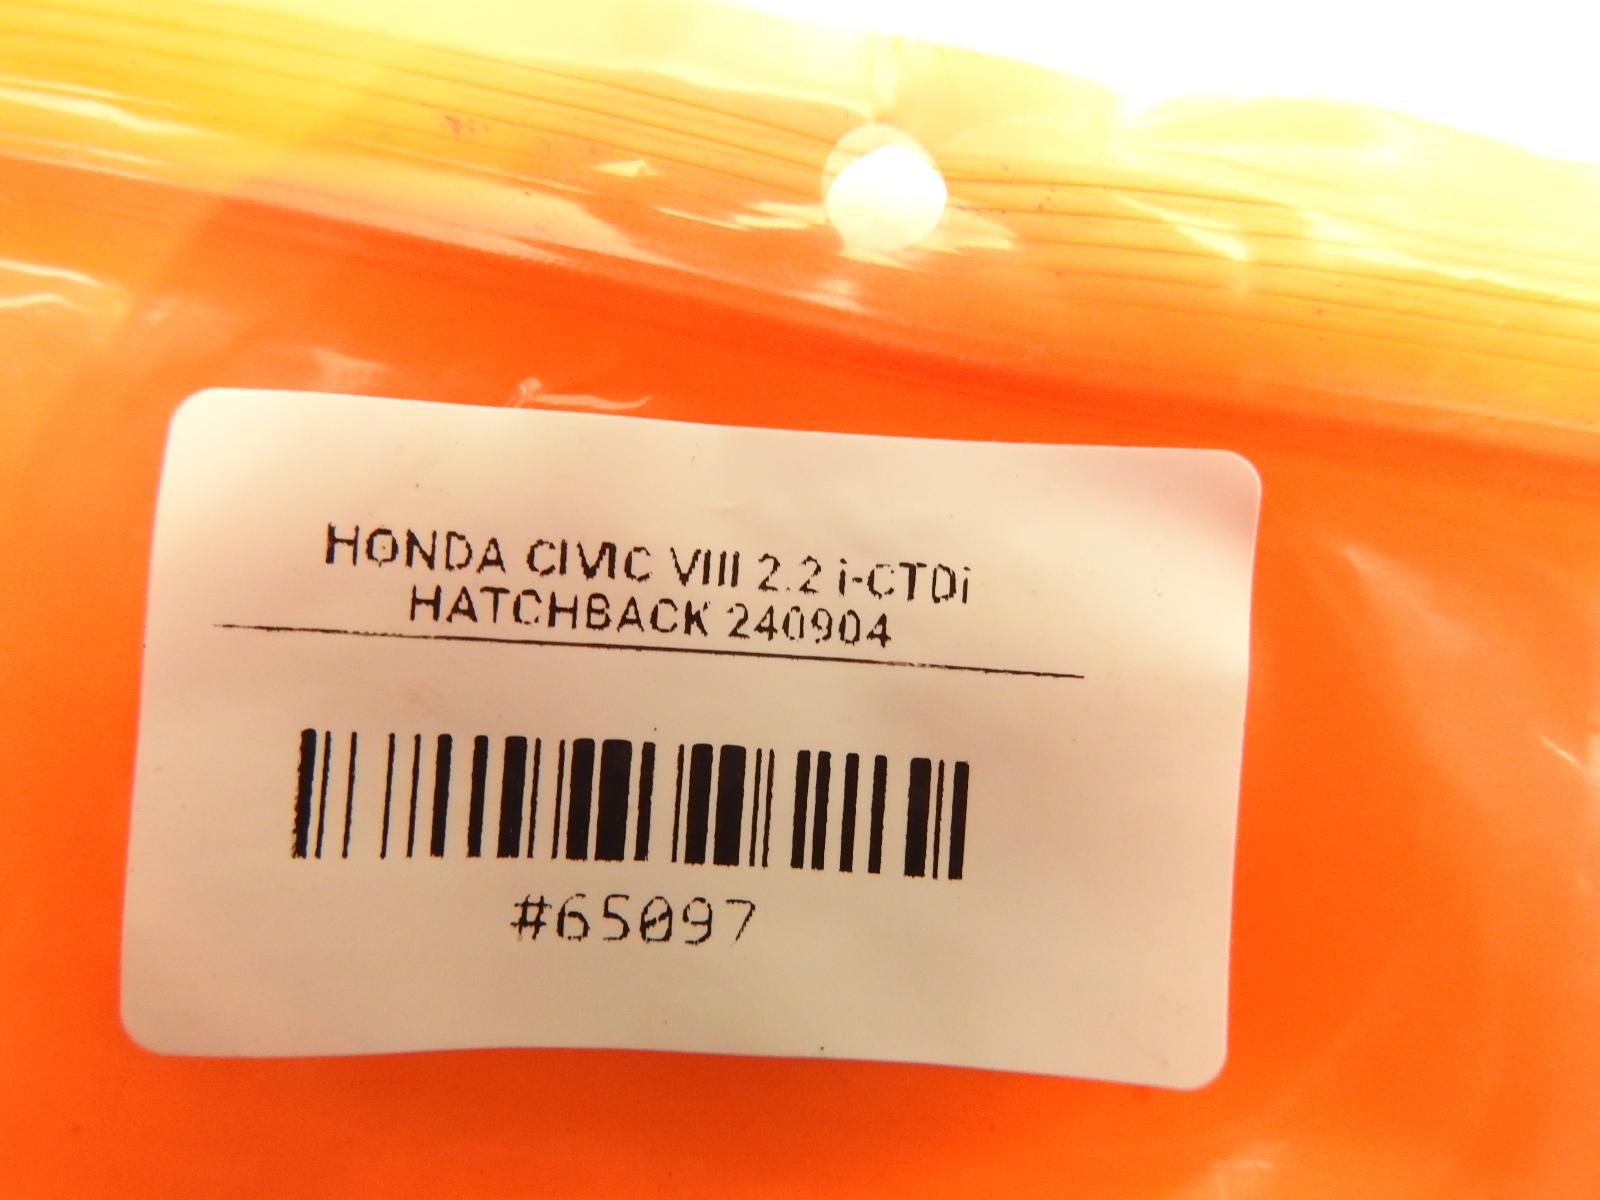 HONDA CIVIC VIII 2.2 i-CTDi
HATCHBACK 240904
#65097